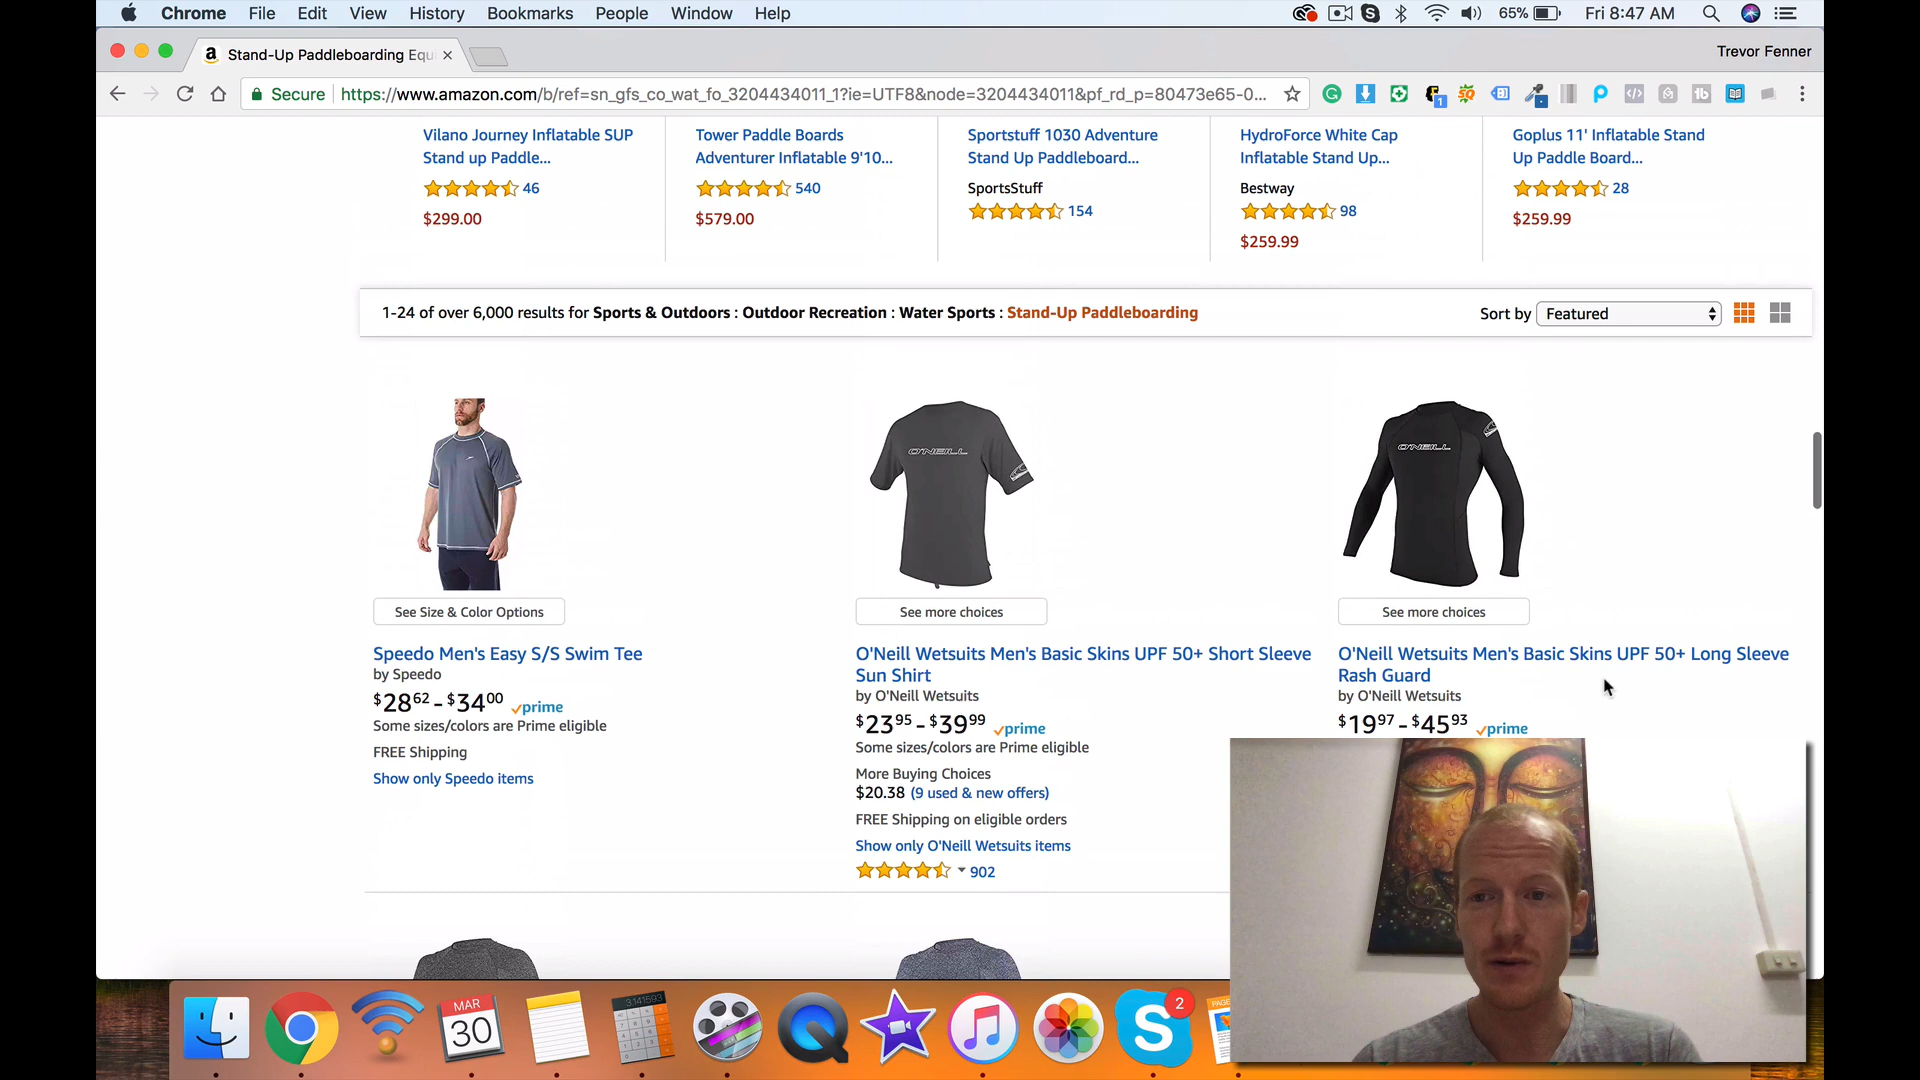 Chrome File Edit View History Bookmarks People Window Help 65% Fri 8:47 AM
Stand-Up Paddleboarding Equ
Trevor Fenner
Secure https://www.amazon.com/b/ref=sn_gfs_co_wat_fo_3204434011_1?ie=UTF8&node=3204434011&pf_rd_p=80473e65-0...
Vilano Journey Inflatable SUP Stand up Paddle...
46
$299.00
Tower Paddle Boards Adventurer Inflatable 9'10...
540
$579.00
Sportstuff 1030 Adventure Stand Up Paddleboard...
SportsStuff
154
HydroForce White Cap Inflatable Stand Up...
Bestway
98
$259.99
Goplus 11' Inflatable Stand Up Paddle Board...
28
$259.99
1-24 of over 6,000 results for Sports & Outdoors : Outdoor Recreation : Water Sports : Stand-Up Paddleboarding
Sort by Featured
O'NEILL
O'NEILL
See Size & Color Options
Speedo Men's Easy S/S Swim Tee
by Speedo
$28.62 - $34.00 prime
Some sizes/colors are Prime eligible
FREE Shipping
Show only Speedo items
See more choices
O'Neill Wetsuits Men's Basic Skins UPF 50+ Short Sleeve
Sun Shirt
by O'Neill Wetsuits
$23.95 - $39.99 prime
Some sizes/colors are Prime eligible
More Buying Choices
$20.38 (9 used & new offers)
FREE Shipping on eligible orders
Show only O'Neill Wetsuits items
902
See more choices
O'Neill Wetsuits Men's Basic Skins UPF 50+ Long Sleeve
Rash Guard
by O'Neill Wetsuits
$19.97 - $45.93 prime
MAR
30
3.141593
2
PAGE